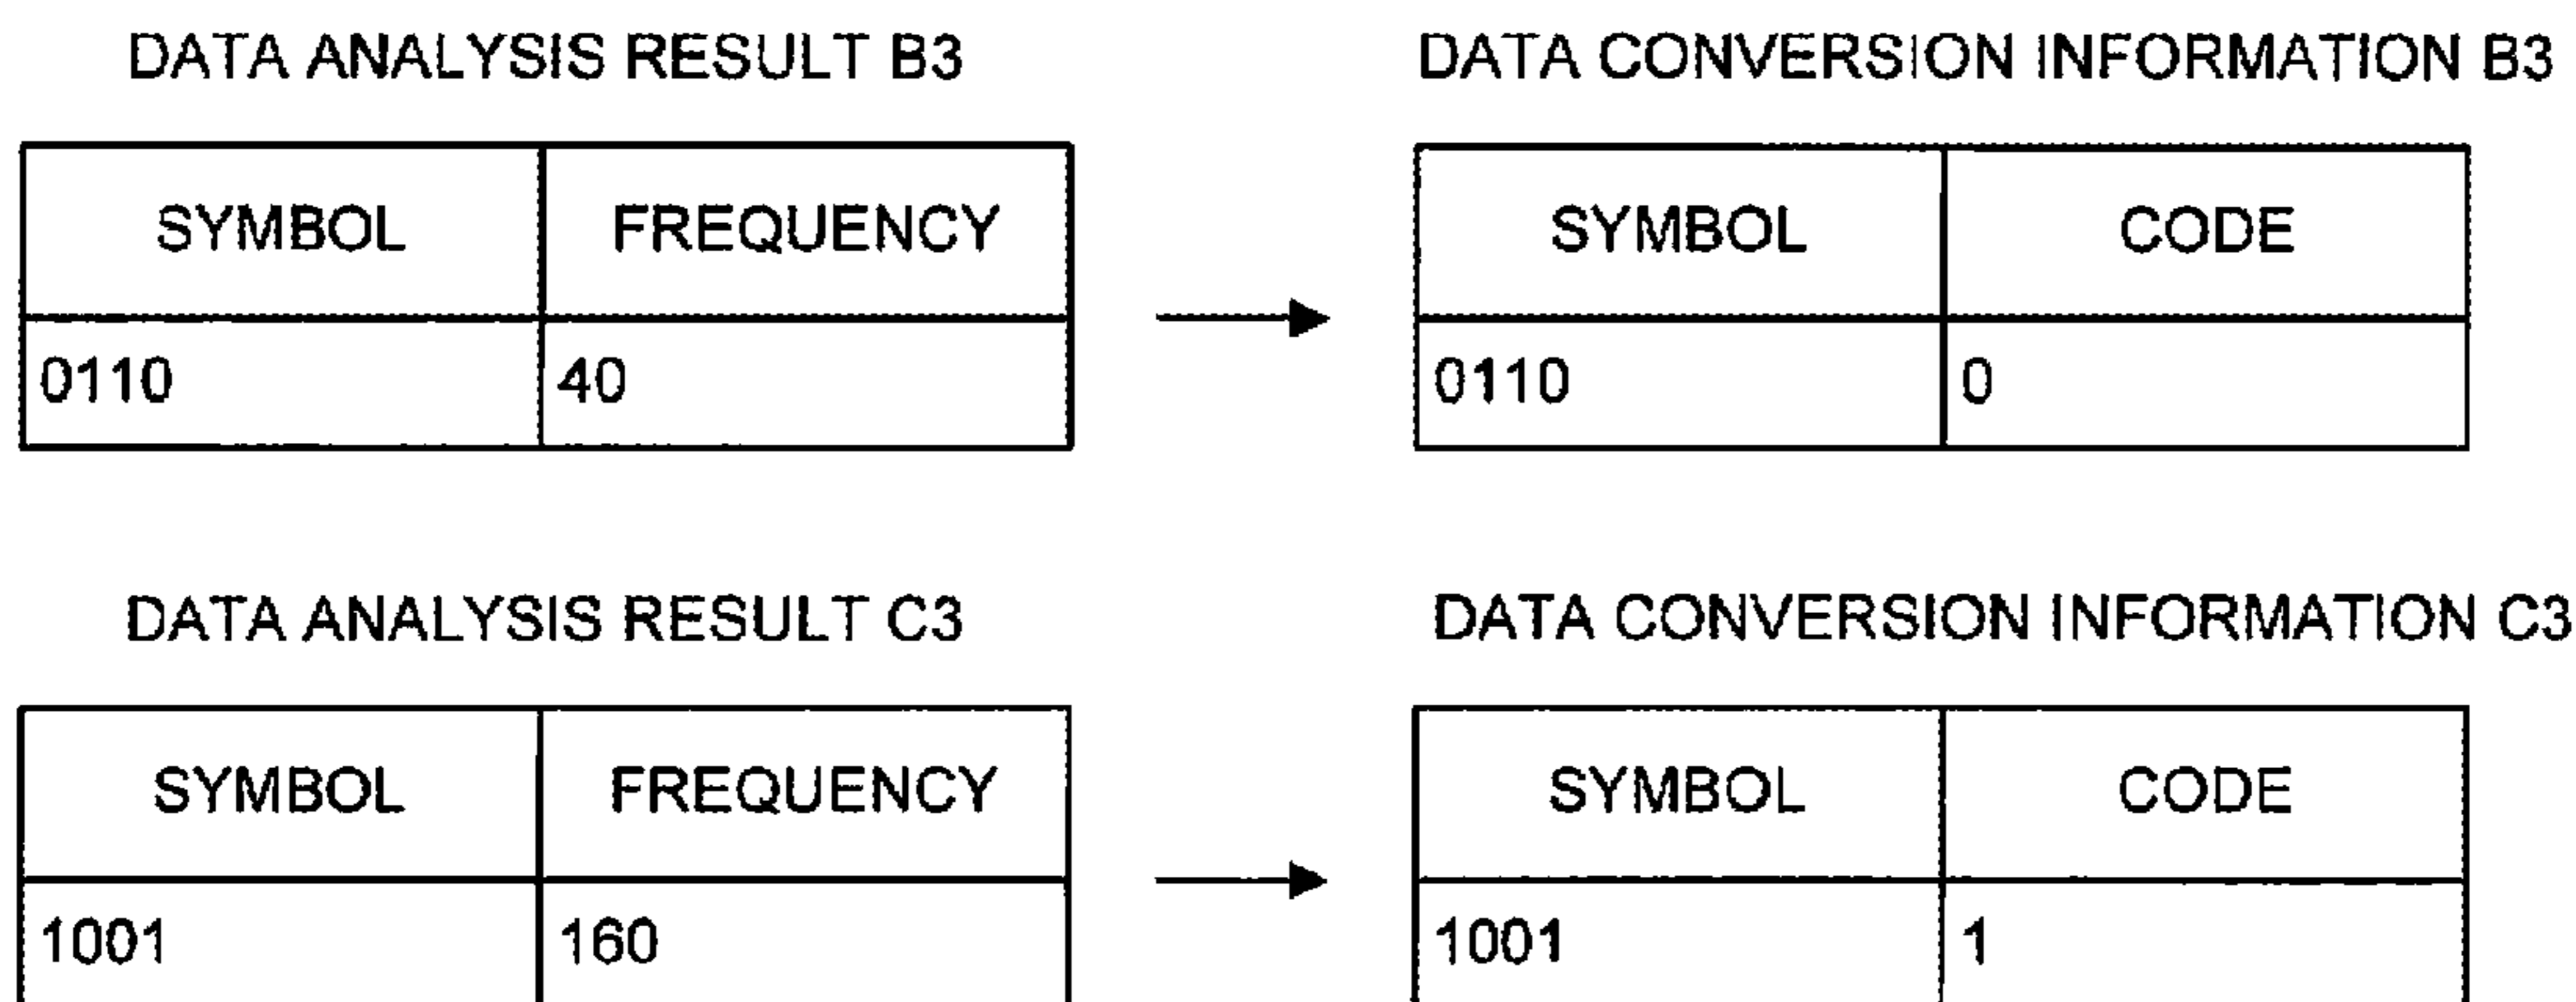 DATA ANALYSIS RESULT B3 DATA CONVERSION INFORMATION B3
SYMBOL FREQUENCY SYMBOL CODE
0110 40 0110 0
DATA ANALYSIS RESULT C3 DATA CONVERSION INFORMATION C3
SYMBOL FREQUENCY SYMBOL CODE
1001 160 1001 1